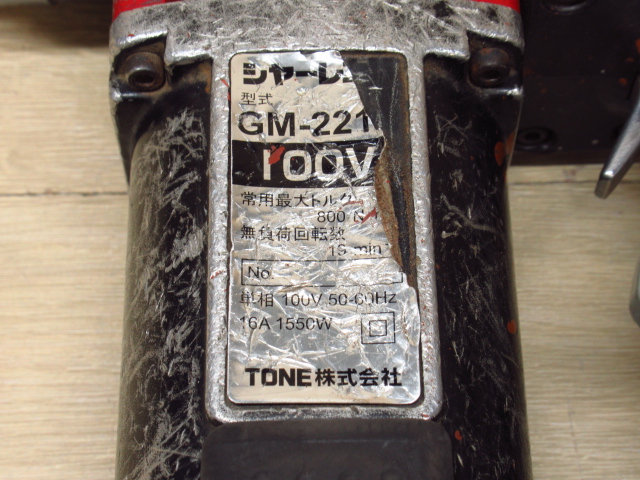 シャーレ
型式
GM-221
100V
常用最大トルク
800 N
無負荷回転数
min
No.
単相 100V 50-60Hz
16A 1550W
TONE株式会社